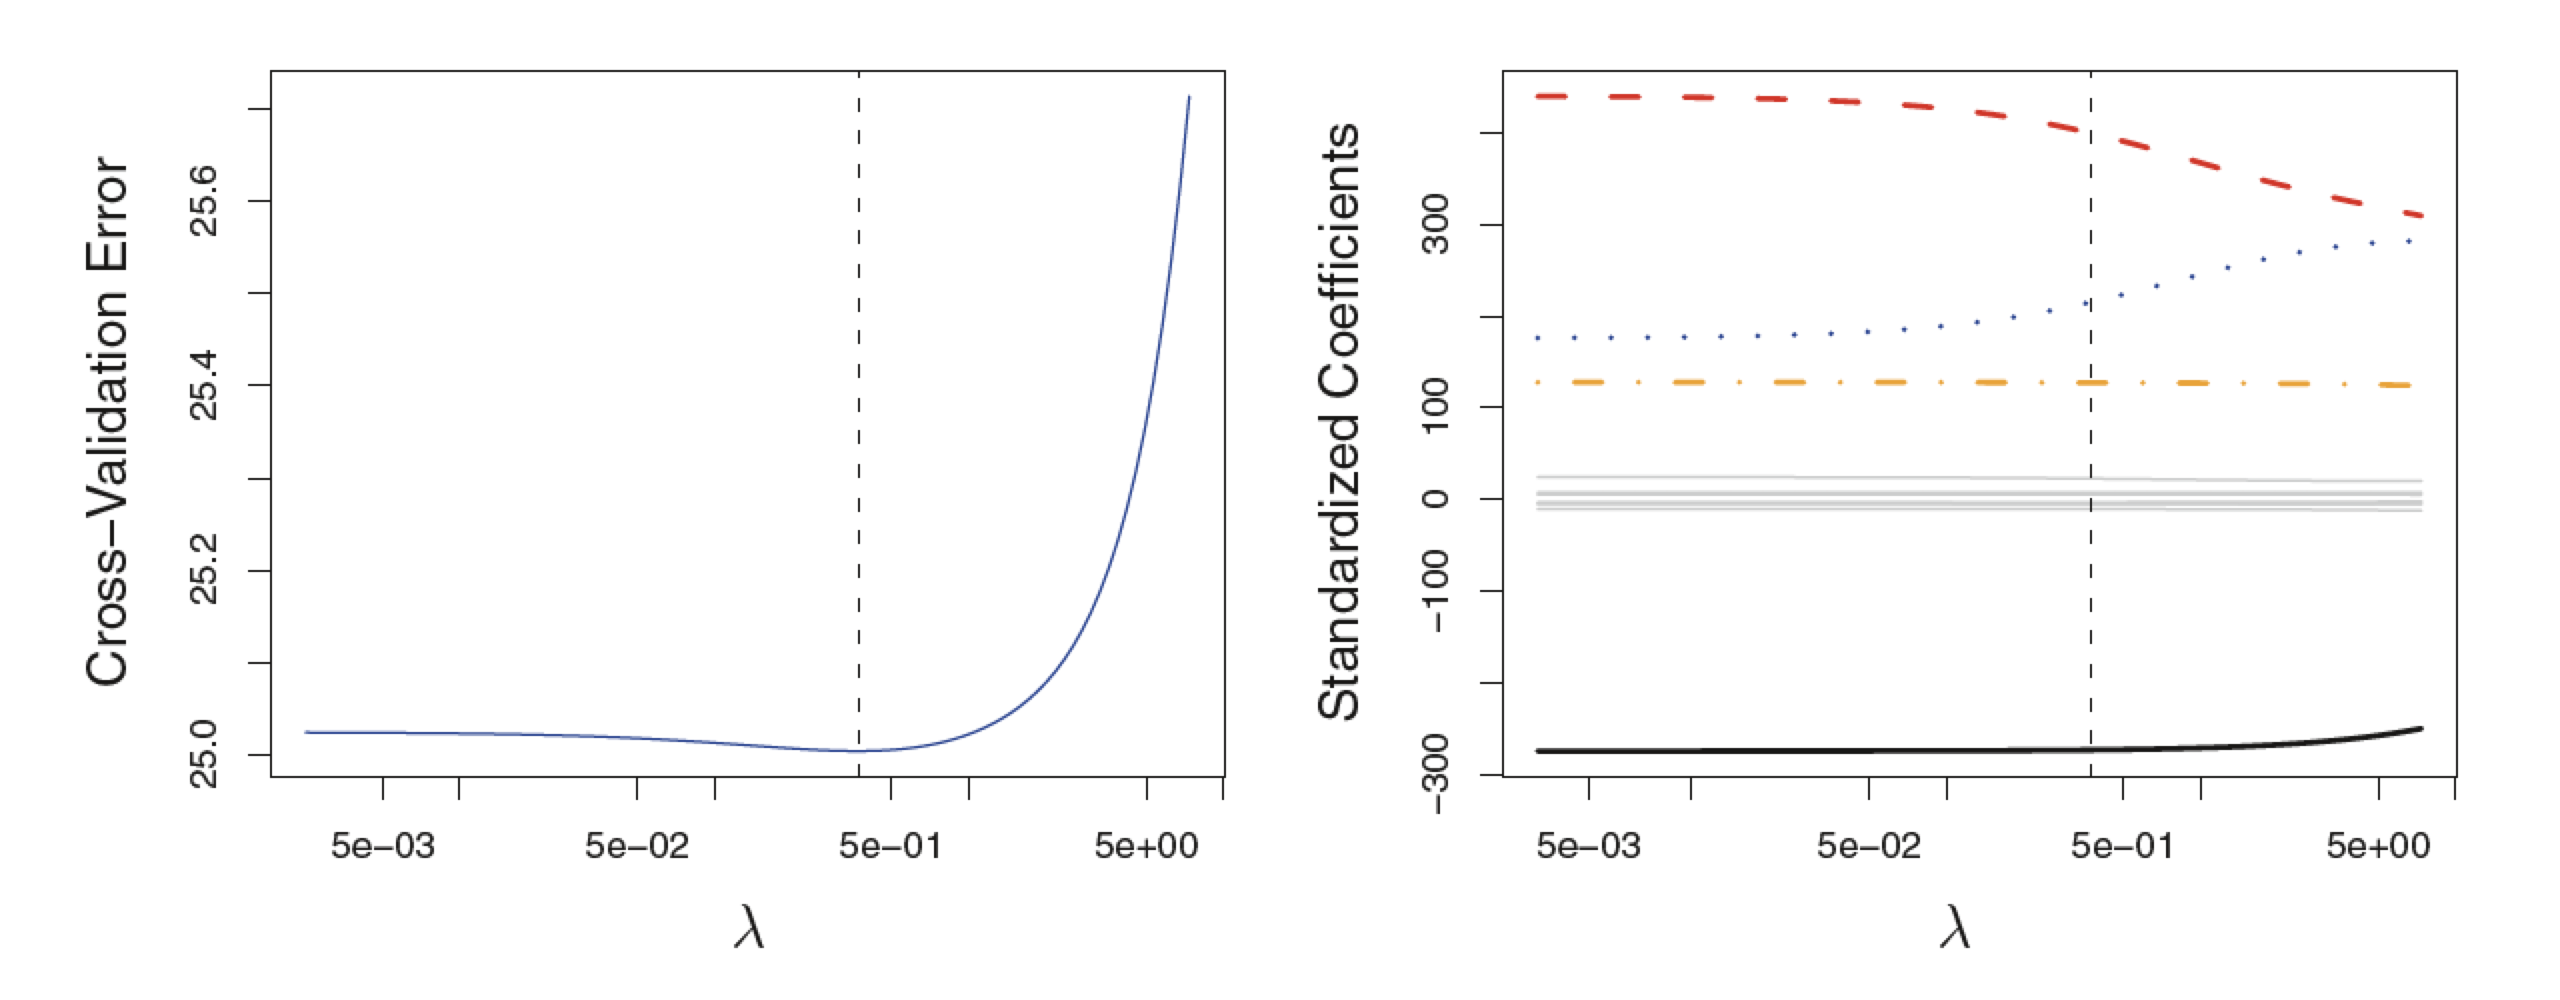 Cross−Validation Error
25.0
25.2
25.4
25.6
5e−03
5e−02
5e−01
5e+00
λ
Standardized Coefficients
−300
−100
0
100
300
5e−03
5e−02
5e−01
5e+00
λ